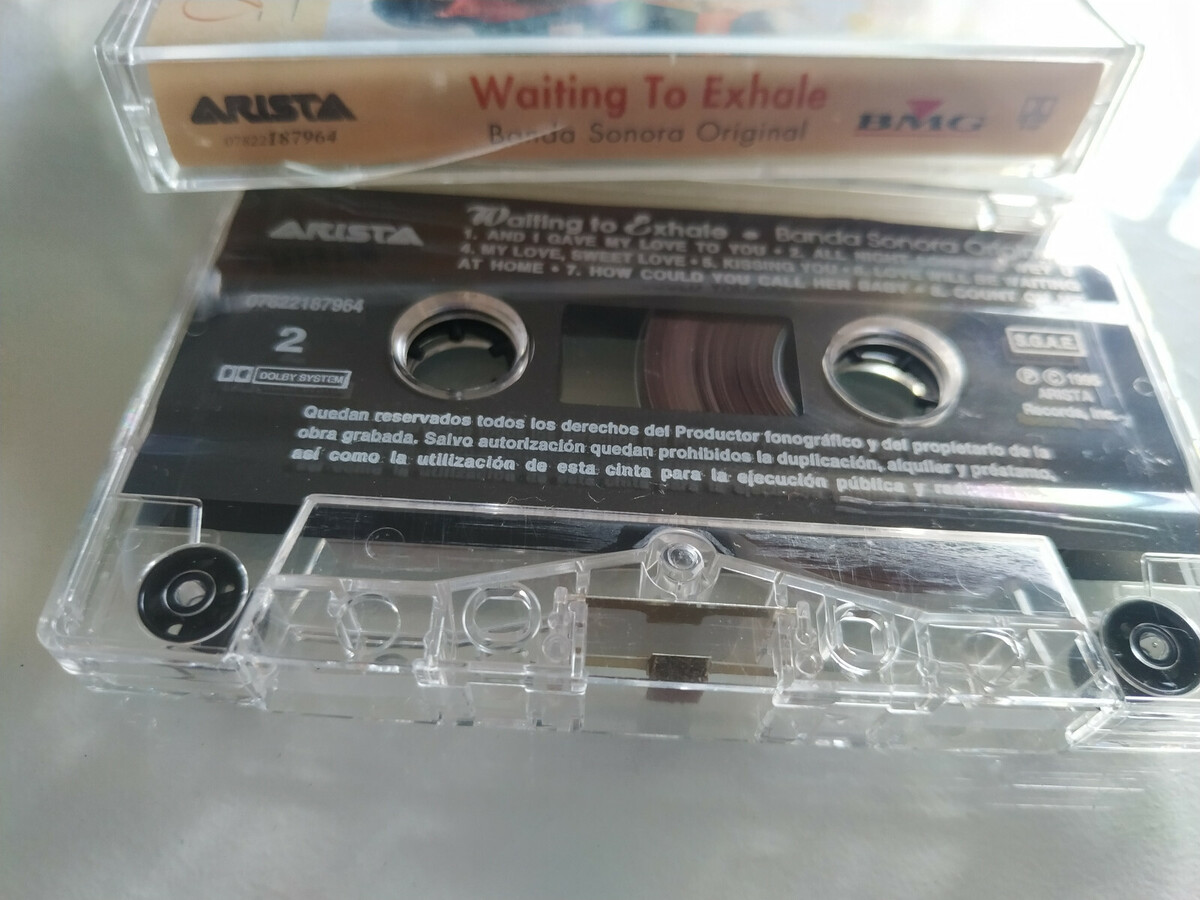 ARISTA
07822187964
Waiting To Exhale
Banda Sonora Original
BMG
ARISTA
Waiting to Exhale • Banda Sonora
1. AND I GAVE MY LOVE TO YOU • 2. ALL NIGHT
4. MY LOVE, SWEET LOVE • 5. KISSING YOU • 6. LOVE WILL BE WAITING
AT HOME • 7. HOW COULD YOU CALL HER BABY • 8. COUNT ON
07822187964
2
DOLBY SYSTEM
S.G.A.E.
Ⓟ © 1995
ARISTA
Records, Inc.
Quedan reservados todos los derechos del Productor fonográfico y del propietario de la
obra grabada. Salvo autorización quedan prohibidos la duplicación, alquiler y préstamo,
así como la utilización de esta cinta para la ejecución pública y